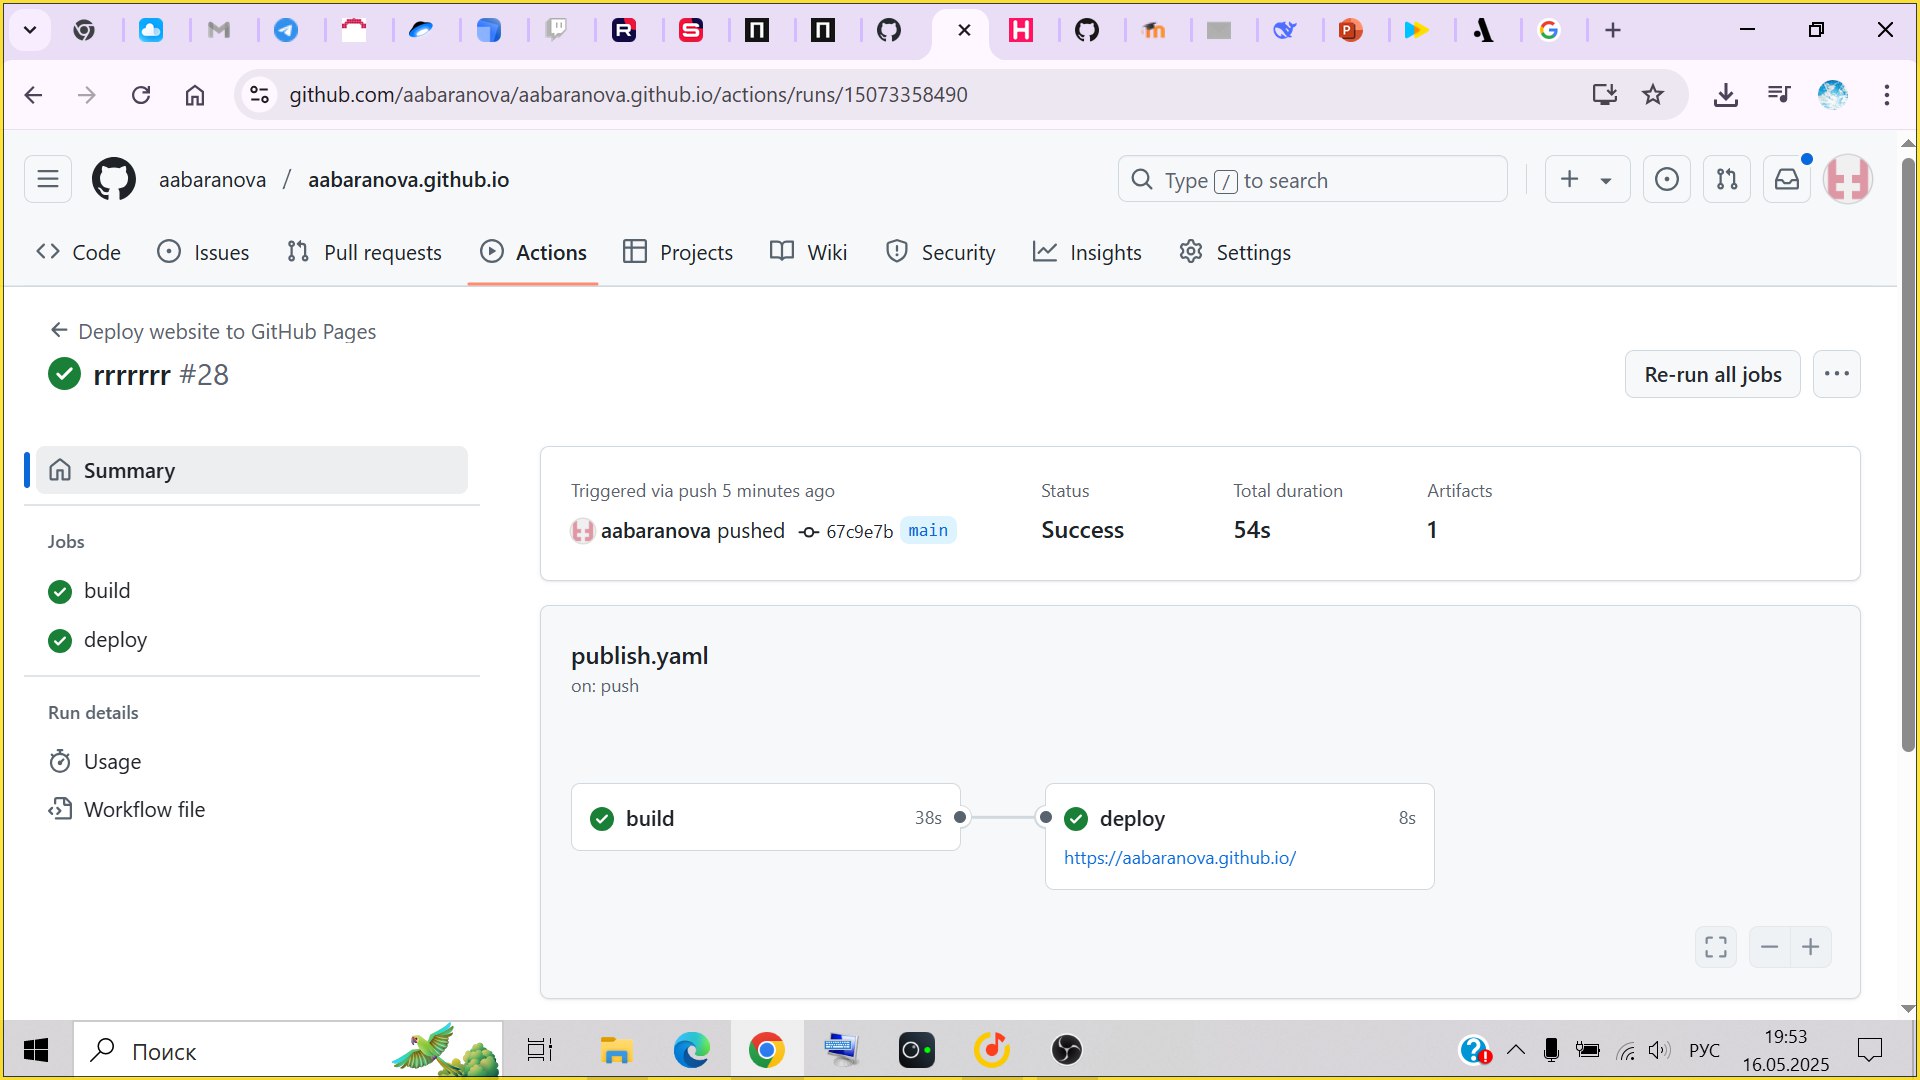 github.com/aabaranova/aabaranova.github.io/actions/runs/15073358490
aabaranova / aabaranova.github.io
Type / to search
Code Issues Pull requests Actions Projects Wiki Security Insights Settings
Deploy website to GitHub Pages
rrrrrrr #28
Re-run all jobs
Summary
Jobs
build
deploy
Run details
Usage
Workflow file
Triggered via push 5 minutes ago
aabaranova pushed 67c9e7b main
Status
Success
Total duration
54s
Artifacts
1
publish.yaml
on: push
build 38s
deploy 8s
https://aabaranova.github.io/
Поиск
РУС
19:53
16.05.2025